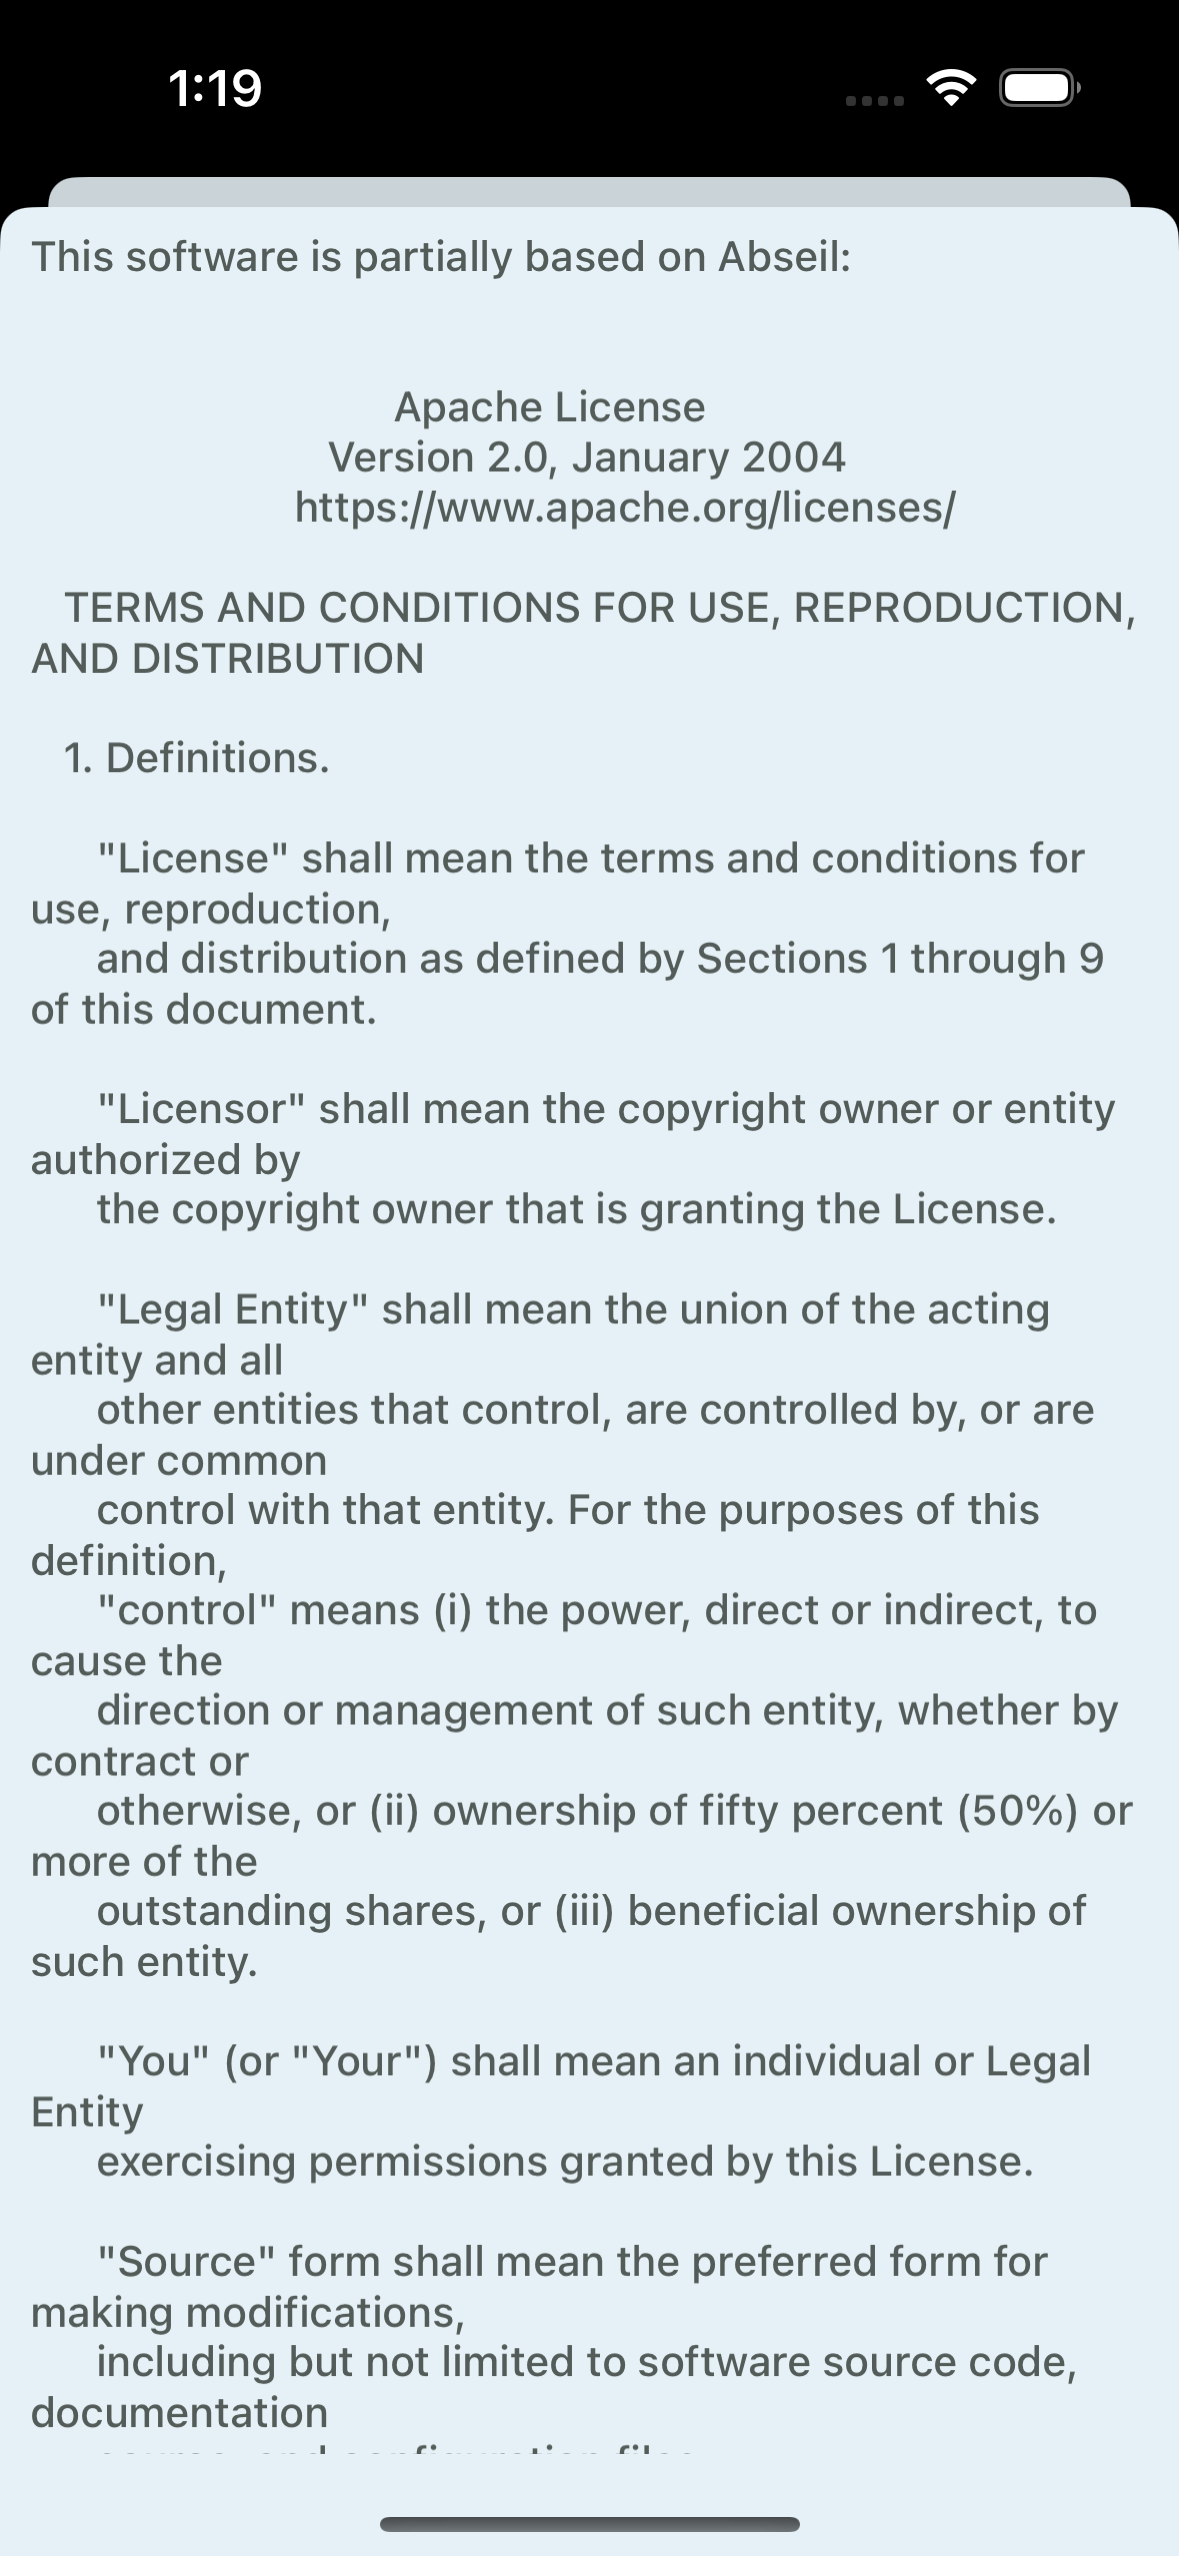 1:19
This software is partially based on Abseil:
Apache License
Version 2.0, January 2004
https://www.apache.org/licenses/
TERMS AND CONDITIONS FOR USE, REPRODUCTION,
AND DISTRIBUTION
1. Definitions.
"License" shall mean the terms and conditions for
use, reproduction,
and distribution as defined by Sections 1 through 9
of this document.
"Licensor" shall mean the copyright owner or entity
authorized by
the copyright owner that is granting the License.
"Legal Entity" shall mean the union of the acting
entity and all
other entities that control, are controlled by, or are
under common
control with that entity. For the purposes of this
definition,
"control" means (i) the power, direct or indirect, to
cause the
direction or management of such entity, whether by
contract or
otherwise, or (ii) ownership of fifty percent (50%) or
more of the
outstanding shares, or (iii) beneficial ownership of
such entity.
"You" (or "Your") shall mean an individual or Legal
Entity
exercising permissions granted by this License.
"Source" form shall mean the preferred form for
making modifications,
including but not limited to software source code,
documentation